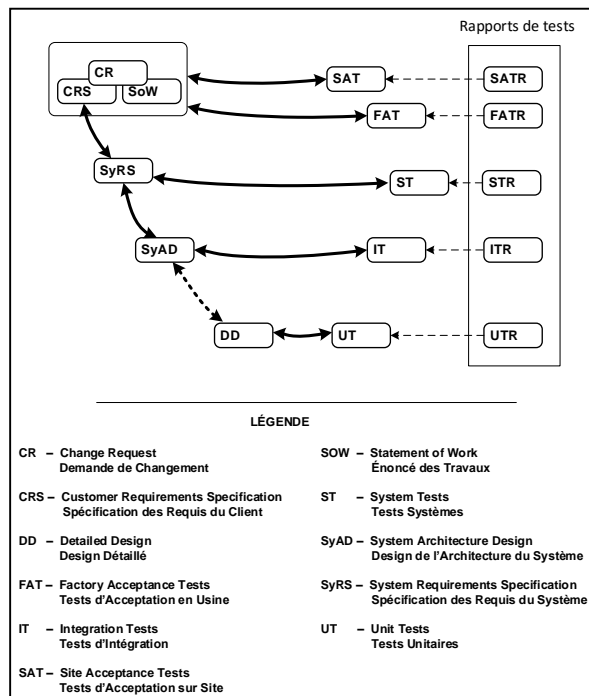 Rapports de tests
CR
CRS
SoW
SAT
SATR
FAT
FATR
SyRS
ST
STR
SyAD
IT
ITR
DD
UT
UTR
LÉGENDE
CR – Change Request
Demande de Changement
CRS – Customer Requirements Specification
Spécification des Requis du Client
DD – Detailed Design
Design Détaillé
FAT – Factory Acceptance Tests
Tests d'Acceptation en Usine
IT – Integration Tests
Tests d'Intégration
SAT – Site Acceptance Tests
Tests d'Acceptation sur Site
SOW – Statement of Work
Énoncé des Travaux
ST – System Tests
Tests Systèmes
SyAD – System Architecture Design
Design de l'Architecture du Système
SyRS – System Requirements Specification
Spécification des Requis du Système
UT – Unit Tests
Tests Unitaires